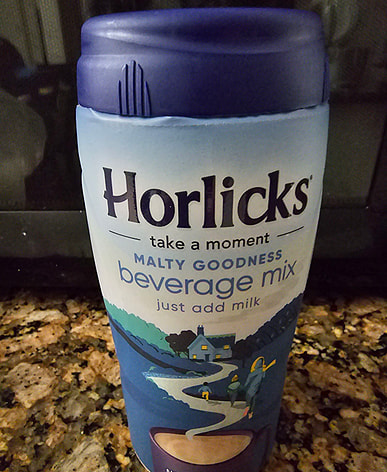 Horlicks®
take a moment
MALTY GOODNESS
beverage mix
just add milk